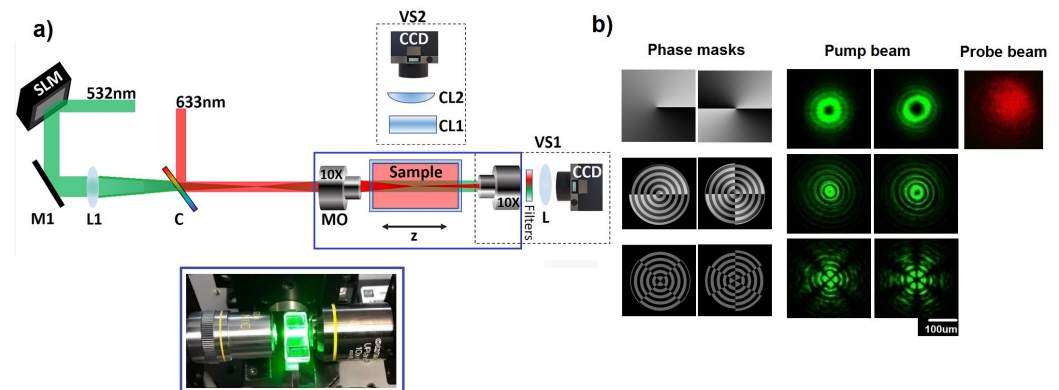 a)
SLM
532nm
633nm
M1
L1
C
VS2
CCD
CL2
CL1
10X
MO
Sample
z
10X
Filters
VS1
L
CCD
b)
Phase masks
Pump beam
Probe beam
100um